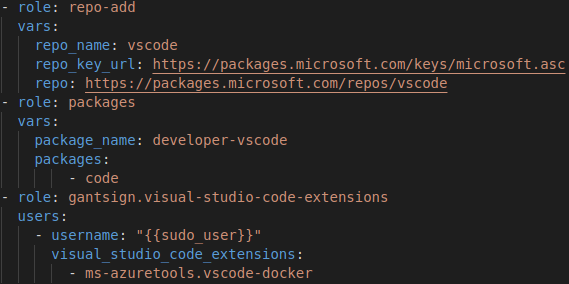 - role: repo-add
  vars:
    repo_name: vscode
    repo_key_url: https://packages.microsoft.com/keys/microsoft.asc
    repo: https://packages.microsoft.com/repos/vscode
- role: packages
  vars:
    package_name: developer-vscode
    packages:
        - code
- role: gantsign.visual-studio-code-extensions
  users:
    - username: "{{sudo_user}}"
      visual_studio_code_extensions:
        - ms-azuretools.vscode-docker